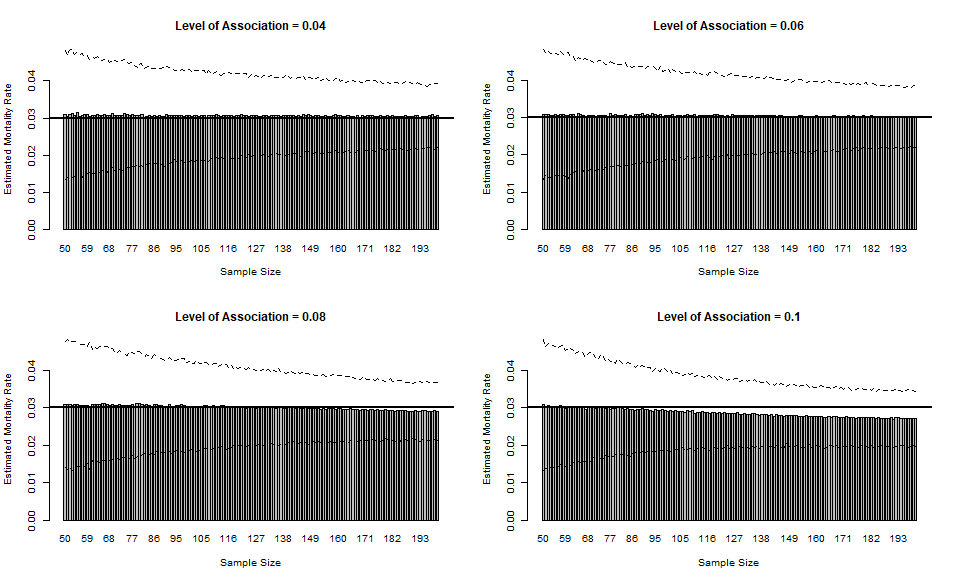 Level of Association = 0.04
Estimated Mortality Rate
0.00 0.01 0.02 0.03 0.04
50 59 68 77 86 95 105 116 127 138 149 160 171 182 193
Sample Size
Level of Association = 0.06
Estimated Mortality Rate
0.00 0.01 0.02 0.03 0.04
50 59 68 77 86 95 105 116 127 138 149 160 171 182 193
Sample Size
Level of Association = 0.08
Estimated Mortality Rate
0.00 0.01 0.02 0.03 0.04
50 59 68 77 86 95 105 116 127 138 149 160 171 182 193
Sample Size
Level of Association = 0.1
Estimated Mortality Rate
0.00 0.01 0.02 0.03 0.04
50 59 68 77 86 95 105 116 127 138 149 160 171 182 193
Sample Size